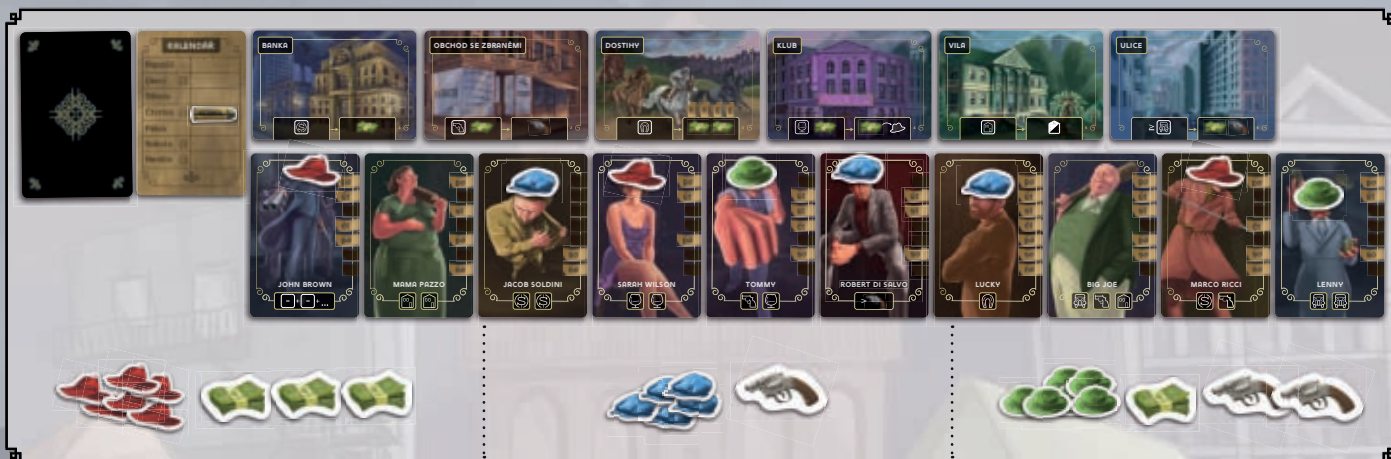 KALENDÁŘ
BANKA
OBCHOD SE ZBRANĚMI
DOSTIHY
KLUB
VILA
ULICE
JOHN BROWN
MAMA PAZZO
JACOB SOLDINI
SARAH WILSON
TOMMY
ROBERT DI SALVO
LUCKY
BIG JOE
MARCO RICCI
LENNY